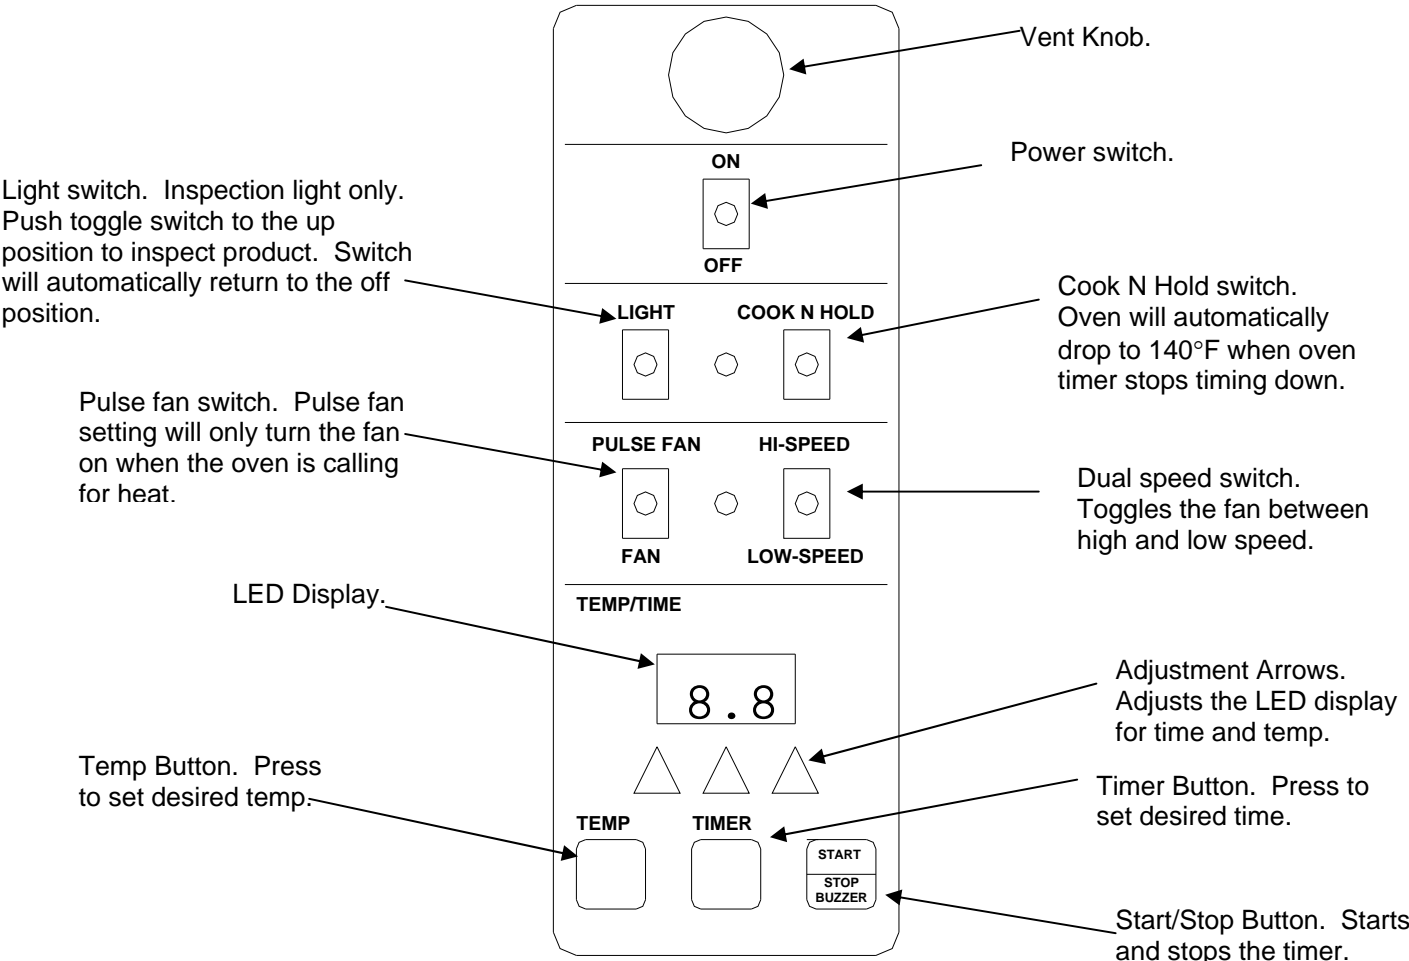 Vent Knob.
ON
Power switch.
OFF
Light switch.  Inspection light only.
Push toggle switch to the up
position to inspect product.  Switch
will automatically return to the off
position.
LIGHT
COOK N HOLD
Cook N Hold switch.
Oven will automatically
drop to 140°F when oven
timer stops timing down.
Pulse fan switch.  Pulse fan
setting will only turn the fan
on when the oven is calling
for heat.
PULSE FAN
HI-SPEED
FAN
LOW-SPEED
Dual speed switch.
Toggles the fan between
high and low speed.
LED Display.
TEMP/TIME
8.8
Adjustment Arrows.
Adjusts the LED display
for time and temp.
Temp Button.  Press
to set desired temp.
TEMP
TIMER
Timer Button.  Press to
set desired time.
START
STOP
BUZZER
Start/Stop Button.  Starts
and stops the timer.